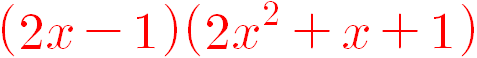 (2x − 1)(2x² + x + 1)